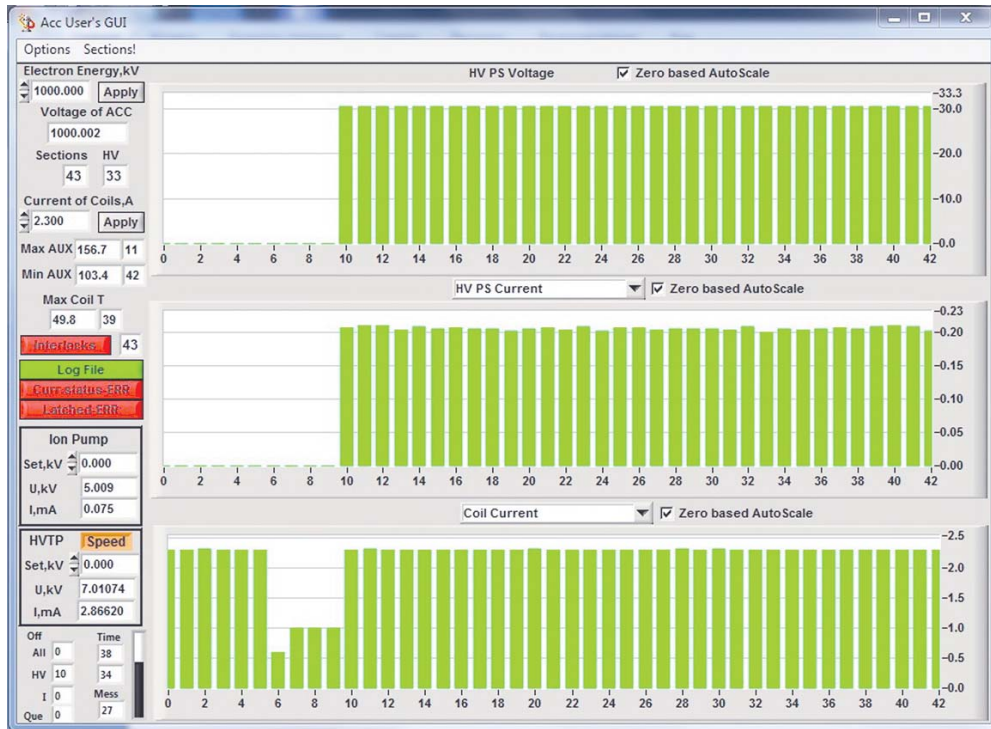 Acc User's GUI
Options Sections!
Electron Energy,kV
1000.000 Apply
Voltage of ACC
1000.002
Sections HV
43 33
Current of Coils,A
2.300 Apply
Max AUX 156.7 11
Min AUX 103.4 42
Max Coil T
49.8 39
Interlocks 43
Log File
Curr.status-ERR
Latched-ERR
Ion Pump
Set,kV 0.000
U,kV 5.009
I,mA 0.075
HVTP Speed
Set,kV 0.000
U,kV 7.01074
I,mA 2.86620
Off Time
All 0 38
HV 10 34
I 0 Mess
Que 0 27
HV PS Voltage Zero based AutoScale
33.3
30.0
20.0
10.0
0.0
0 2 4 6 8 10 12 14 16 18 20 22 24 26 28 30 32 34 36 38 40 42
HV PS Current Zero based AutoScale
0.23
0.20
0.15
0.10
0.05
0.00
0 2 4 6 8 10 12 14 16 18 20 22 24 26 28 30 32 34 36 38 40 42
Coil Current Zero based AutoScale
2.5
2.0
1.5
1.0
0.5
0.0
0 2 4 6 8 10 12 14 16 18 20 22 24 26 28 30 32 34 36 38 40 42